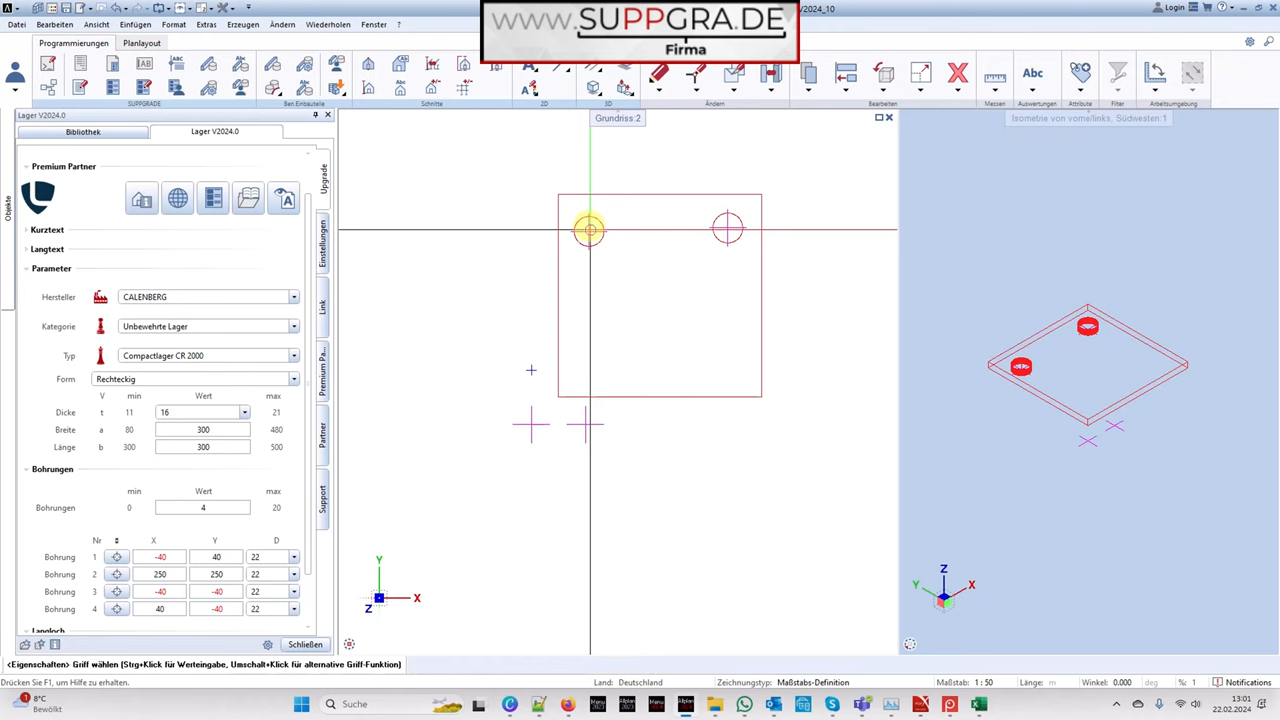 V2024_10
Login
Datei Bearbeiten Ansicht Einfügen Format Extras Erzeugen Ändern Wiederholen Fenster ?
www.SUPPGRA.DE
Firma
Programmierungen Planlayout
SUPPGRADE Ben.Einbauteile Schnitte 2D 3D Ändern Bearbeiten Messen Auswertungen Attribute Filter Arbeitsumgebung
Lager V2024.0
Bibliothek Lager V2024.0
Grundriss:2
Isometrie von vorne/links, Südwesten:1
Objekte
Premium Partner
Upgrade
Einstellungen
Link
Premium Pa...
Partner
Support
Kurztext
Langtext
Parameter
Hersteller CALENBERG
Kategorie Unbewehrte Lager
Typ Compactlager CR 2000
Form Rechteckig
V min Wert max
Dicke t 11 16 21
Breite a 80 300 480
Länge b 300 300 500
Bohrungen
min Wert max
Bohrungen 0 4 20
Nr X Y D
Bohrung 1 -40 40 22
Bohrung 2 250 250 22
Bohrung 3 -40 -40 22
Bohrung 4 40 -40 22
Langloch
Schließen
Y
Z X
Z
Y X
<Eigenschaften> Griff wählen (Strg+Klick für Werteingabe, Umschalt+Klick für alternative Griff-Funktion)
Drücken Sie F1, um Hilfe zu erhalten. Land: Deutschland Zeichnungstyp: Maßstabs-Definition Maßstab: 1 : 50 Länge: m Winkel: 0.000 deg %: 1 Notifications
8°C
Bewölkt
Suche
13:01
22.02.2024